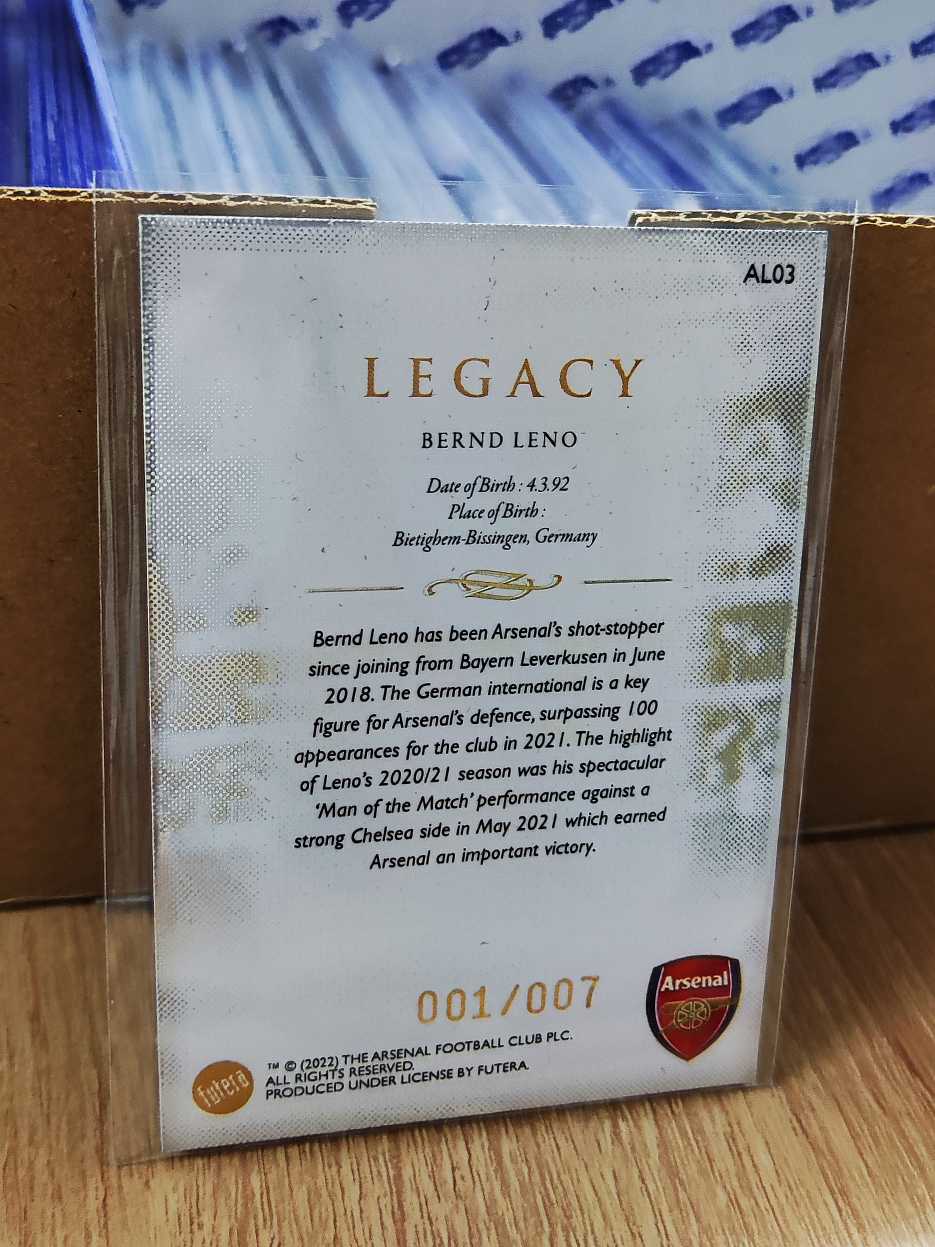 AL03
LEGACY
BERND LENO
Date of Birth : 4.3.92
Place of Birth :
Bietighem-Bissingen, Germany
Bernd Leno has been Arsenal's shot-stopper
since joining from Bayern Leverkusen in June
2018. The German international is a key
figure for Arsenal's defence, surpassing 100
appearances for the club in 2021. The highlight
of Leno's 2020/21 season was his spectacular
'Man of the Match' performance against a
strong Chelsea side in May 2021 which earned
Arsenal an important victory.
001/007
Arsenal
futera
™ © (2022) THE ARSENAL FOOTBALL CLUB PLC.
ALL RIGHTS RESERVED.
PRODUCED UNDER LICENSE BY FUTERA.